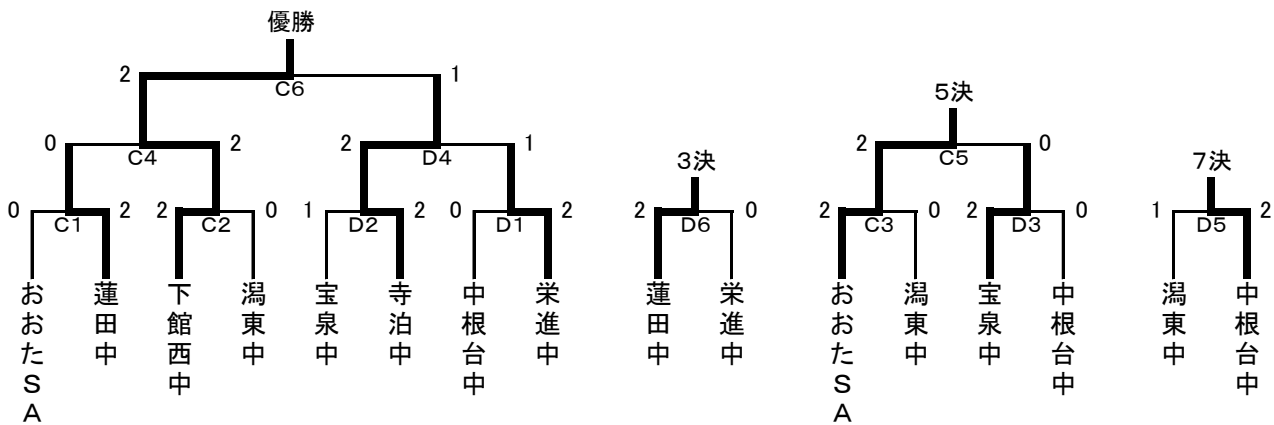 優勝
2 1
C6
5決
0 2 2 1 2 0
C4 D4 C5
3決 7決
0 2 2 0 1 2 0 2 2 0 2 0 2 0 1 2
C1 C2 D2 D1 D6 C3 D3 D5
おおたSA
蓮田中
下館西中
潟東中
宝泉中
寺泊中
中根台中
栄進中
蓮田中
栄進中
おおたSA
潟東中
宝泉中
中根台中
潟東中
中根台中